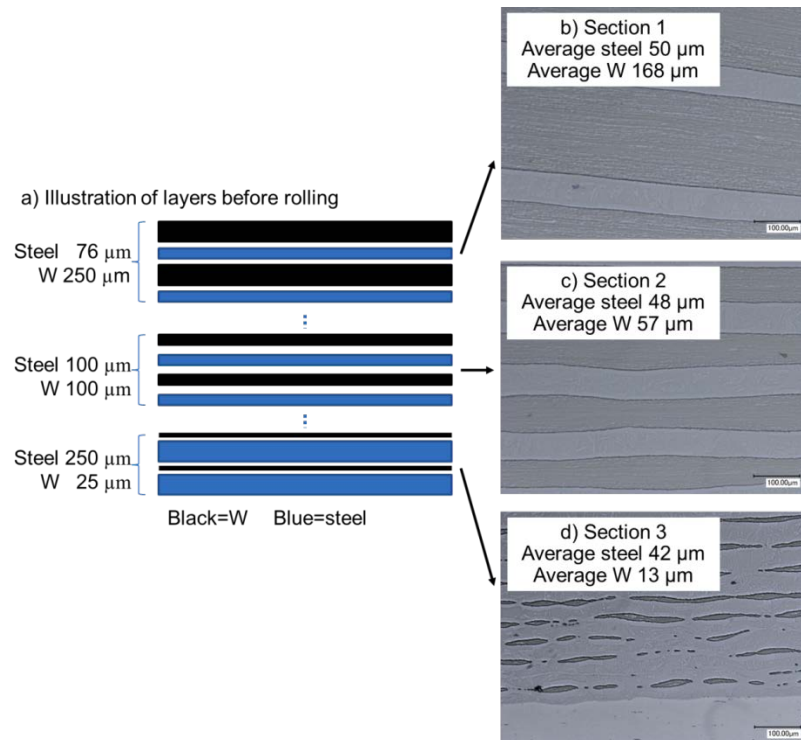 a) Illustration of layers before rolling
Steel 76 μm
W 250 μm
Steel 100 μm
W 100 μm
Steel 250 μm
W 25 μm
Black=W Blue=steel
b) Section 1
Average steel 50 µm
Average W 168 µm
100.00µm
c) Section 2
Average steel 48 µm
Average W 57 µm
100.00µm
d) Section 3
Average steel 42 µm
Average W 13 µm
100.00µm